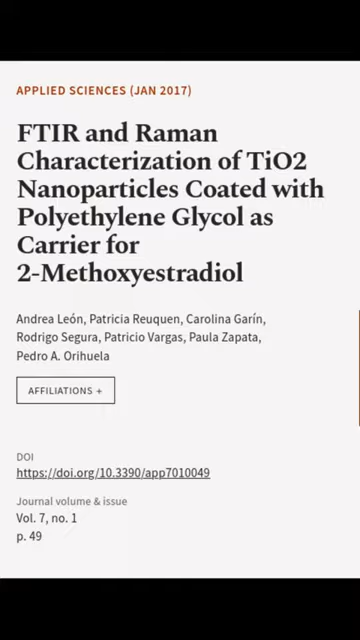 APPLIED SCIENCES (JAN 2017)
FTIR and Raman
Characterization of TiO2
Nanoparticles Coated with
Polyethylene Glycol as
Carrier for
2-Methoxyestradiol
Andrea León, Patricia Reuquen, Carolina Garín,
Rodrigo Segura, Patricio Vargas, Paula Zapata,
Pedro A. Orihuela
AFFILIATIONS +
DOI
https://doi.org/10.3390/app7010049
Journal volume & issue
Vol. 7, no. 1
p. 49